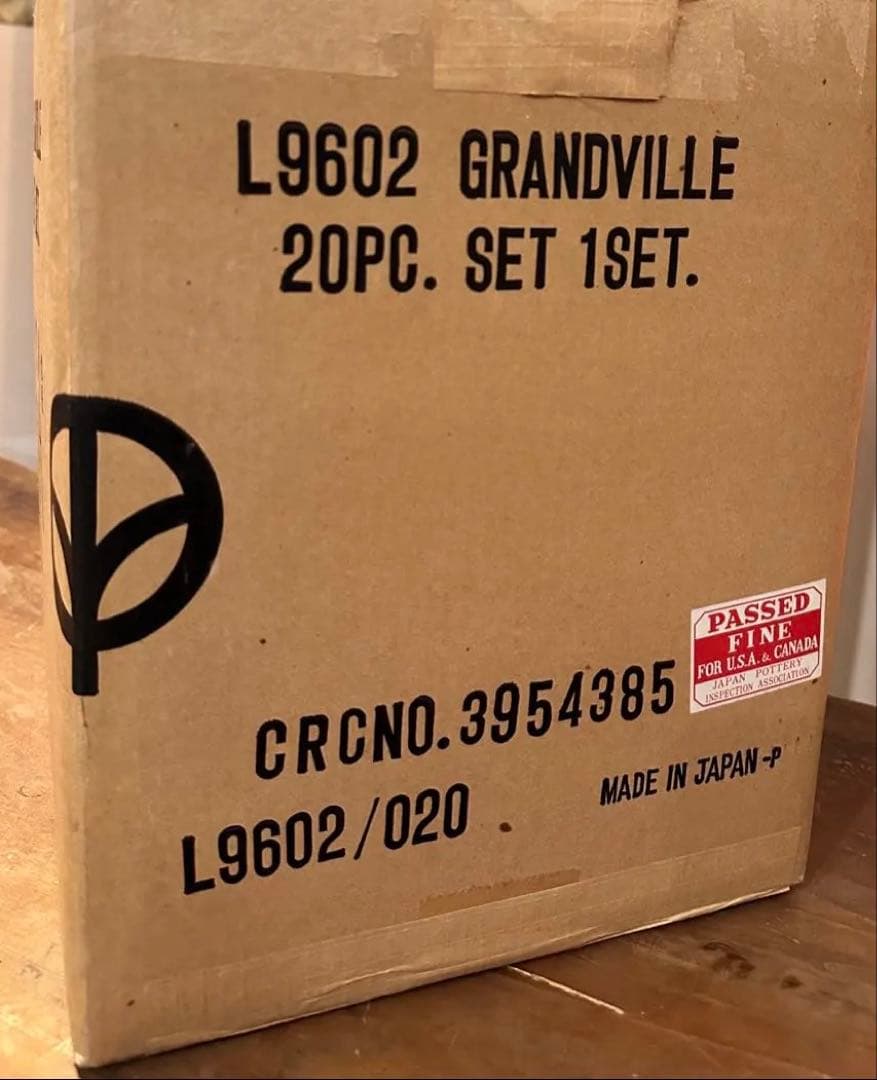 L9602 GRANDVILLE
20PC. SET 1SET.
PASSED
FINE
FOR U.S.A. & CANADA
JAPAN POTTERY
INSPECTION ASSOCIATION
CRCNO.3954385
MADE IN JAPAN-P
L9602/020